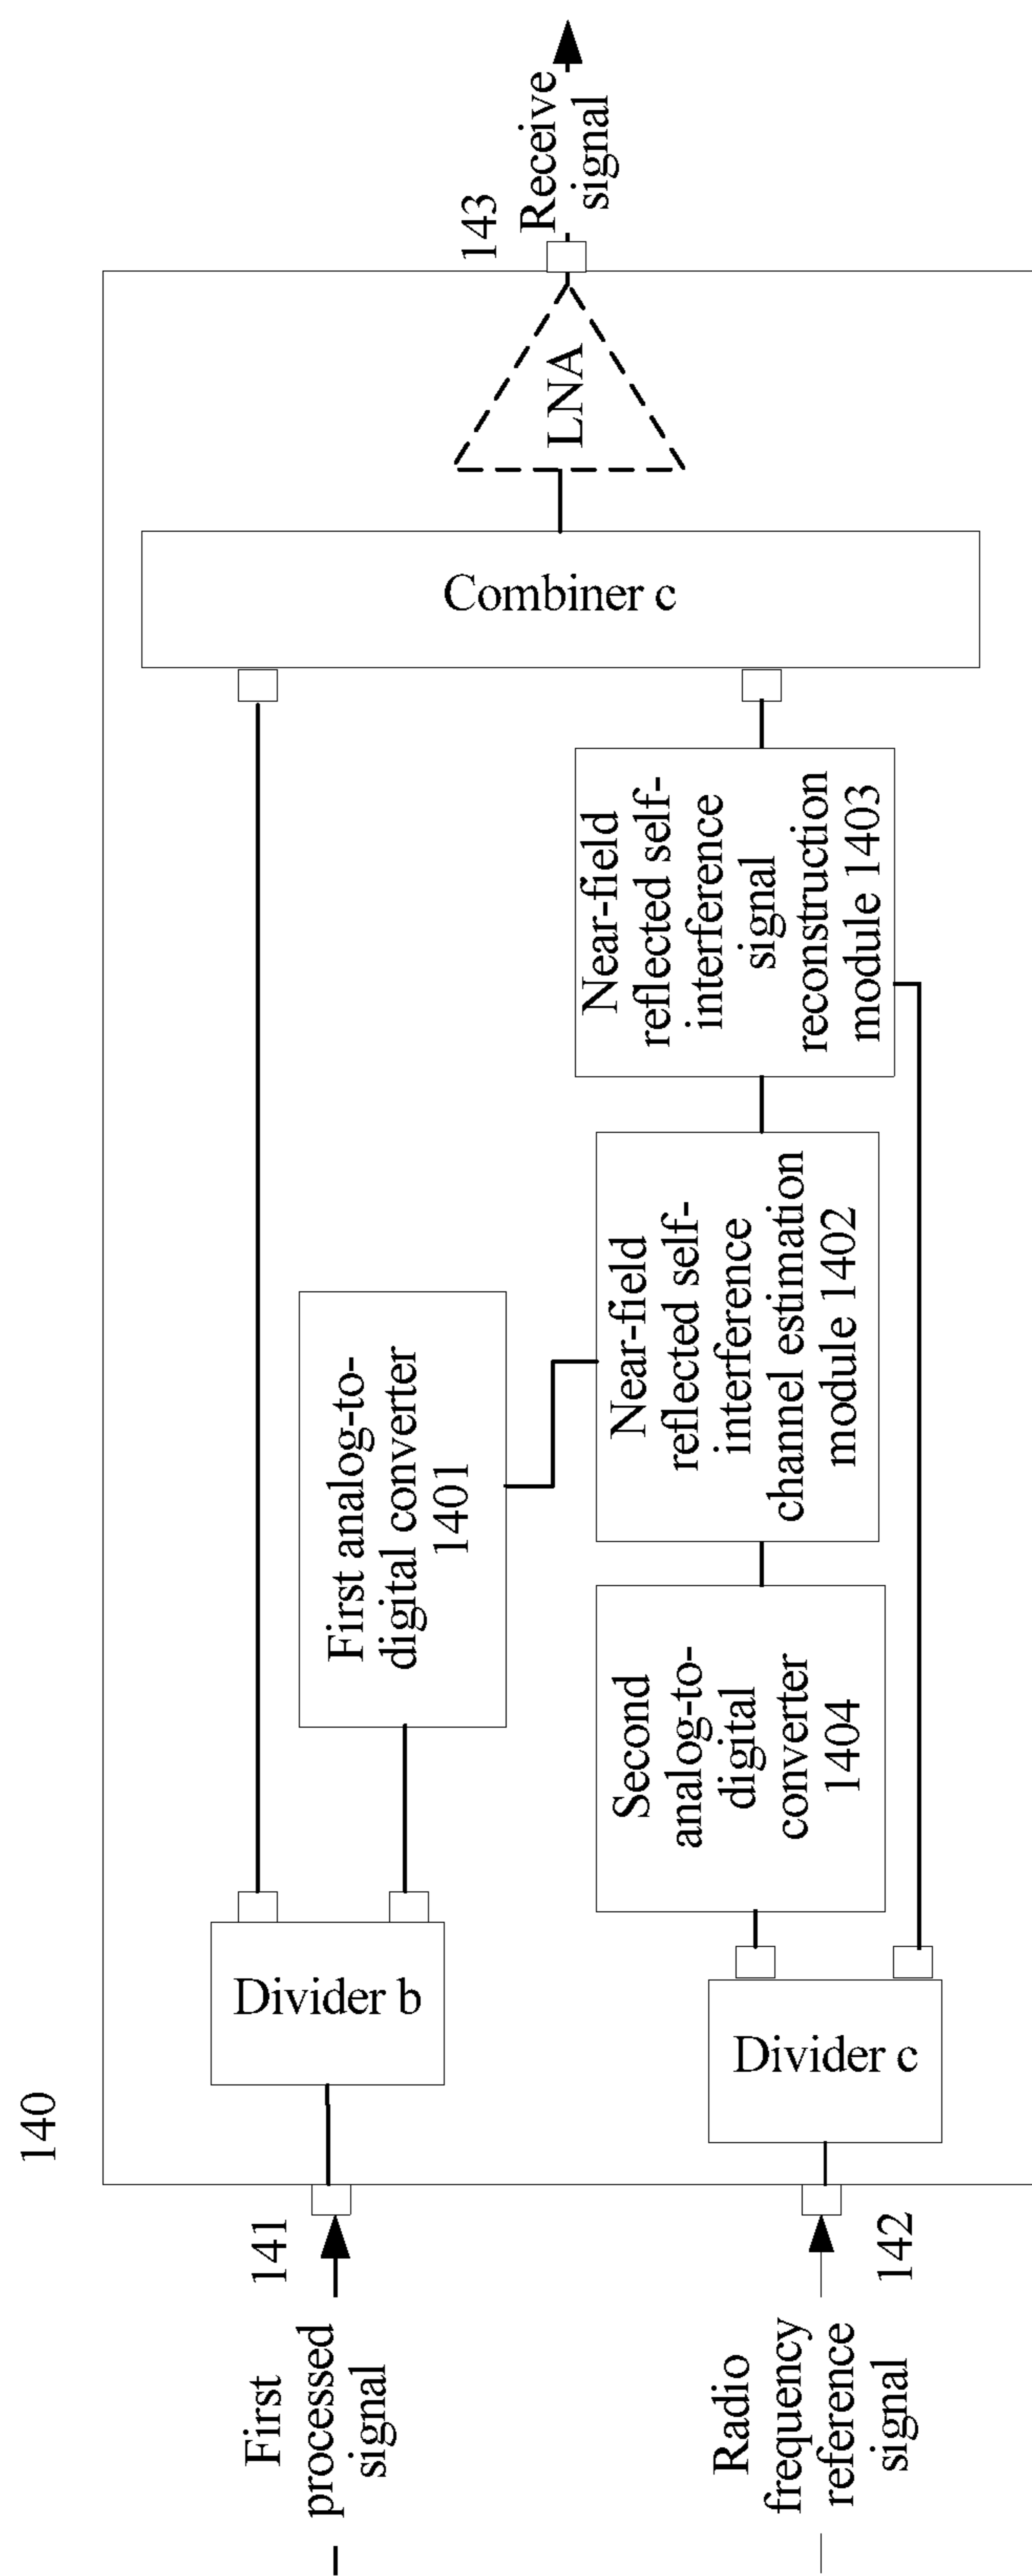 140
First
processed
signal
141
Radio
frequency
reference
signal
142
Divider b
Divider c
First analog-to-
digital converter
1401
Second
analog-to-
digital
converter
1404
Near-field
reflected self-
interference
channel estimation
module 1402
Near-field
reflected self-
interference
signal
reconstruction
module 1403
Combiner c
LNA
143
Receive
signal